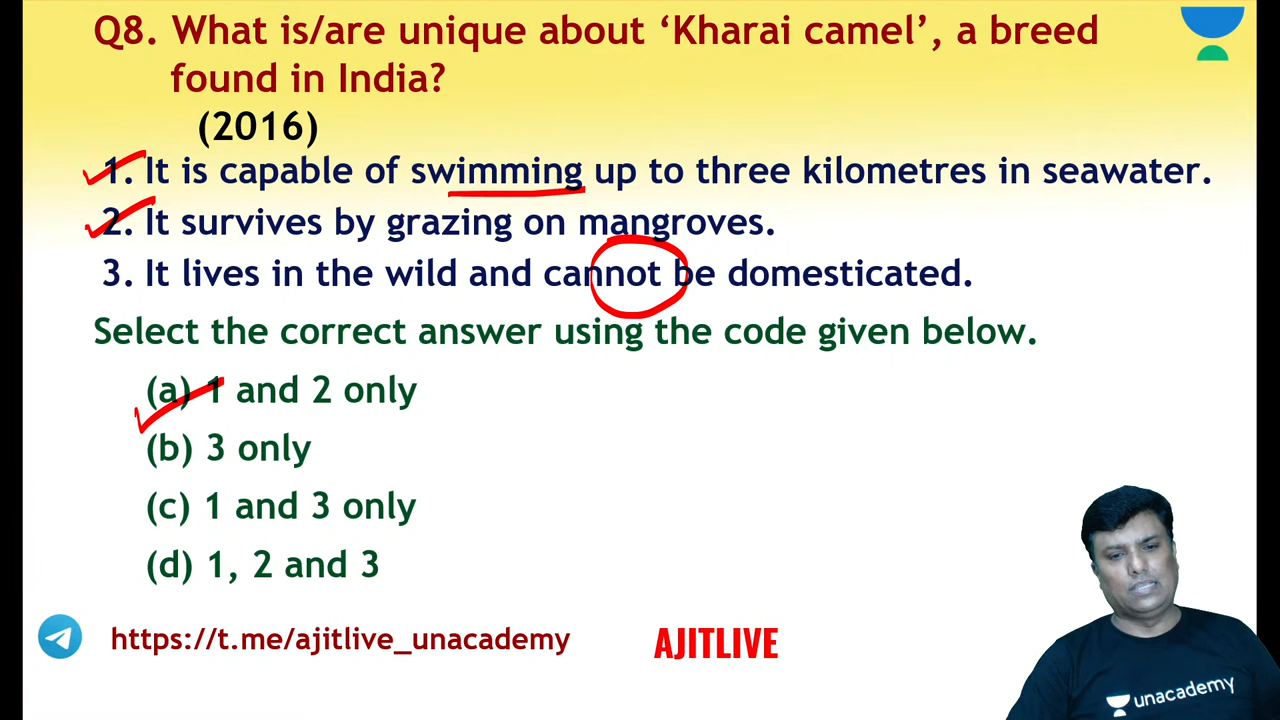 Q8. What is/are unique about ‘Kharai camel’, a breed
found in India?
(2016)
1. It is capable of swimming up to three kilometres in seawater.
2. It survives by grazing on mangroves.
3. It lives in the wild and cannot be domesticated.
Select the correct answer using the code given below.
(a) 1 and 2 only
(b) 3 only
(c) 1 and 3 only
(d) 1, 2 and 3
https://t.me/ajitlive_unacademy
AJITLIVE
unacademy